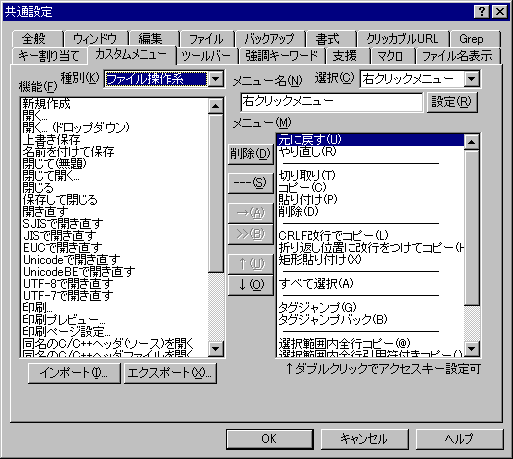 共通設定
全般 ウィンドウ 編集 ファイル バックアップ 書式 クリッカブルURL Grep
キー割り当て カスタムメニュー ツールバー 強調キーワード 支援 マクロ ファイル名表示
種別(K) ファイル操作系
機能(F)
新規作成
開く...
開く...(ドロップダウン)
上書き保存
名前を付けて保存
閉じて(無題)
閉じて開く...
閉じる
保存して閉じる
開き直す
SJISで開き直す
JISで開き直す
EUCで開き直す
Unicodeで開き直す
UnicodeBEで開き直す
UTF-8で開き直す
UTF-7で開き直す
印刷...
印刷プレビュー...
印刷ページ設定...
同名のC/C++ヘッダ(ソース)を開く
同名のC/C++ヘッダファイルを開く
インポート(I)... エクスポート(X)...
メニュー名(N) 選択(C) 右クリックメニュー
右クリックメニュー 設定(R)
メニュー(M)
削除(D)
---(S)
→(A)
>>(B)
↑(U)
↓(O)
元に戻す(U)
やり直し(R)
切り取り(T)
コピー(C)
貼り付け(P)
削除(D)
CRLF改行でコピー(L)
折り返し位置に改行をつけてコピー(H
矩形貼り付け(X)
すべて選択(A)
タグジャンプ(G)
タグジャンプバック(B)
選択範囲内全行コピー(@)
選択範囲内全行引用符付きコピー(.)
↑ダブルクリックでアクセスキー設定可
OK キャンセル ヘルプ